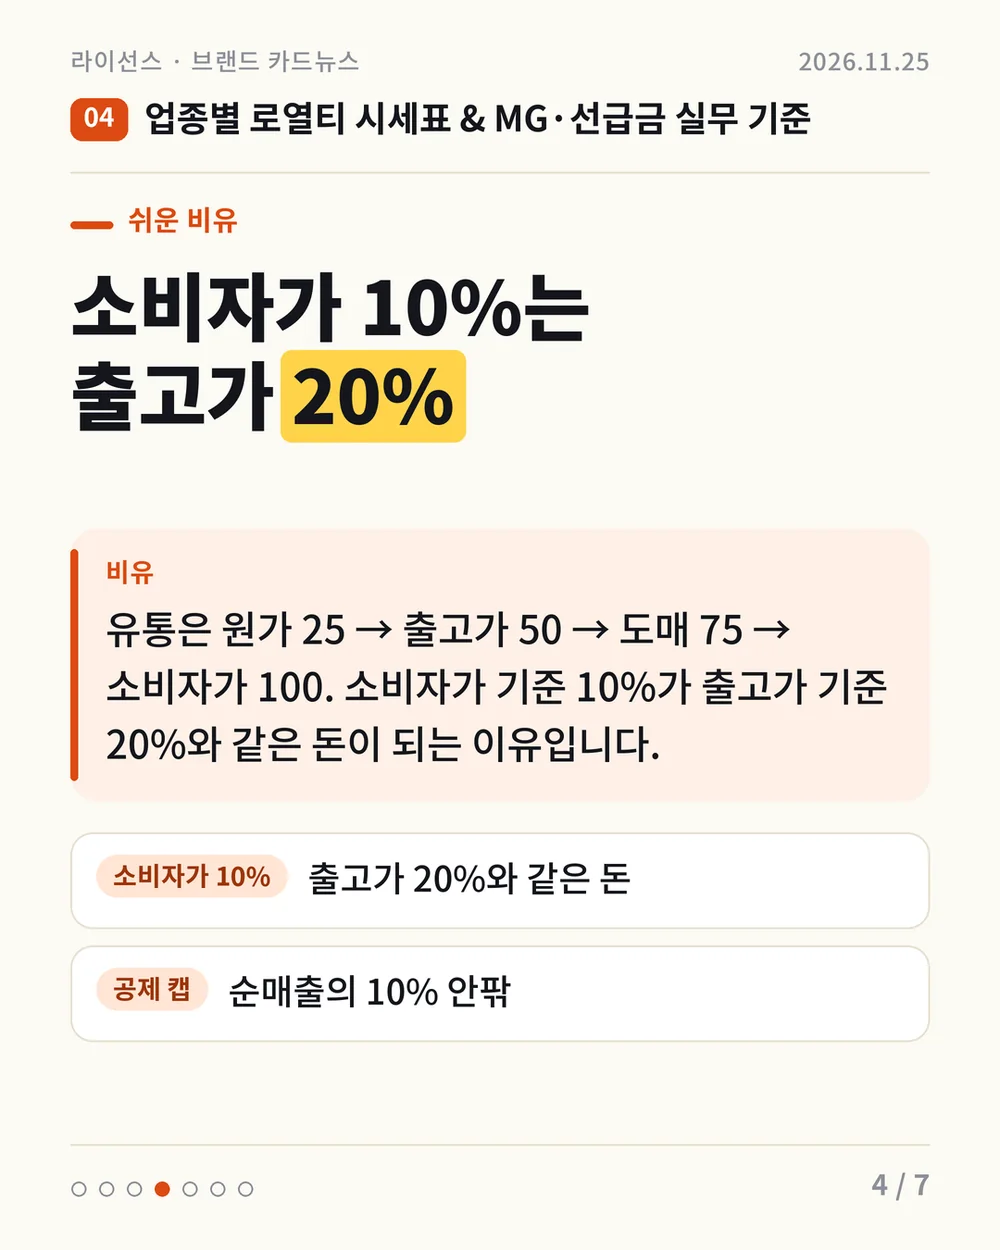 라이선스 · 브랜드 카드뉴스
2026.11.25
04 업종별 로열티 시세표 & MG·선급금 실무 기준
쉬운 비유
소비자가 10%는
출고가 20%
비유
유통은 원가 25 → 출고가 50 → 도매 75 →
소비자가 100. 소비자가 기준 10%가 출고가 기준
20%와 같은 돈이 되는 이유입니다.
소비자가 10% 출고가 20%와 같은 돈
공제 캡 순매출의 10% 안팎
4 / 7